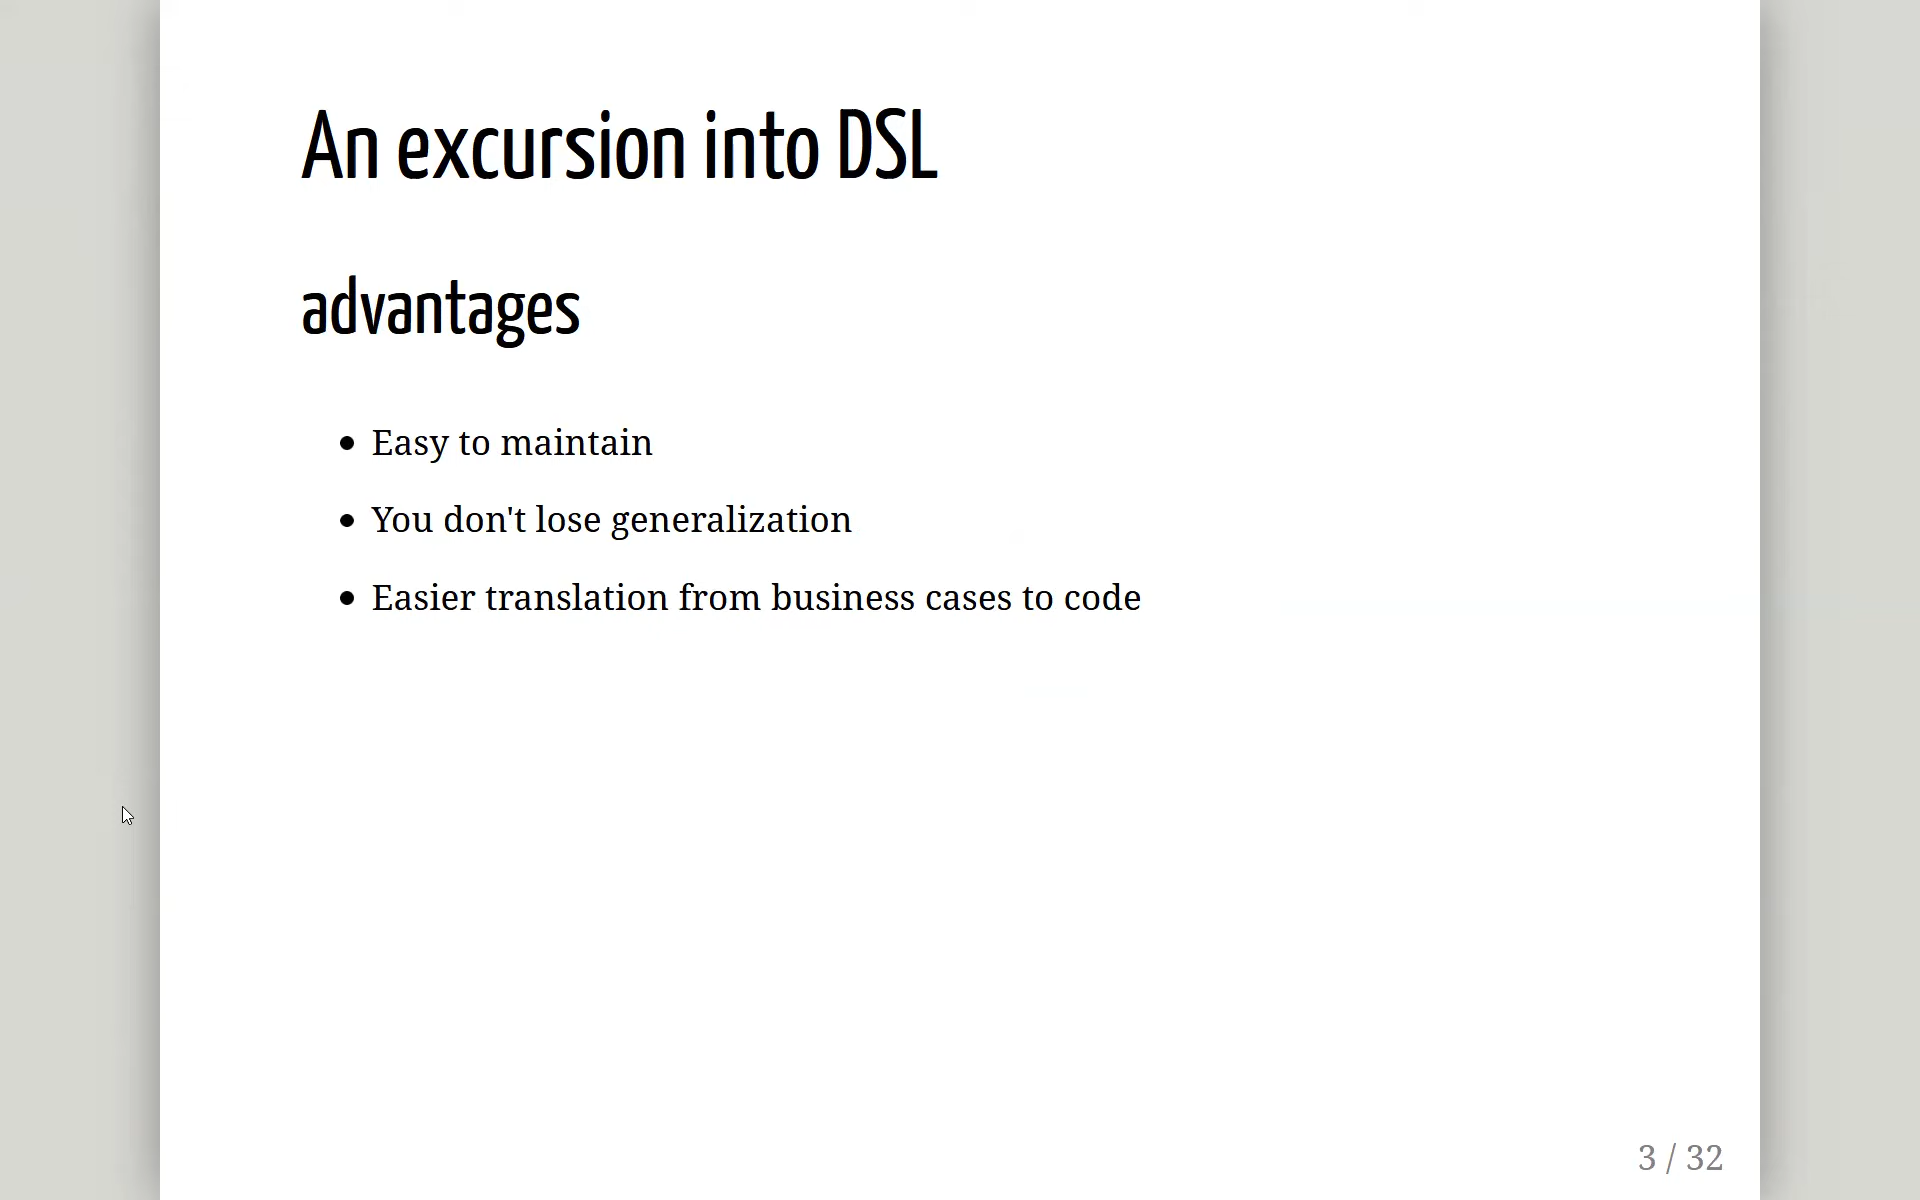 An excursion into DSL
advantages
• Easy to maintain
• You don't lose generalization
• Easier translation from business cases to code
3 / 32